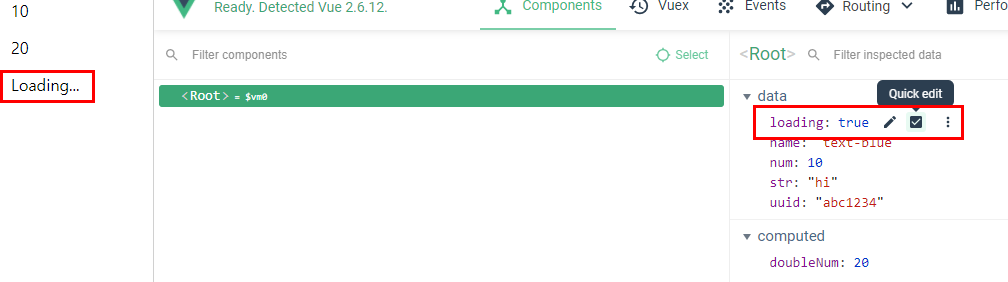 10
20
Loading...
Ready. Detected Vue 2.6.12.
Components
Vuex
Events
Routing
Perfo
Filter components
Select
<Root> = $vm0
<Root>
Filter inspected data
Quick edit
data
loading: true
name: "text-blue"
num: 10
str: "hi"
uuid: "abc1234"
computed
doubleNum: 20